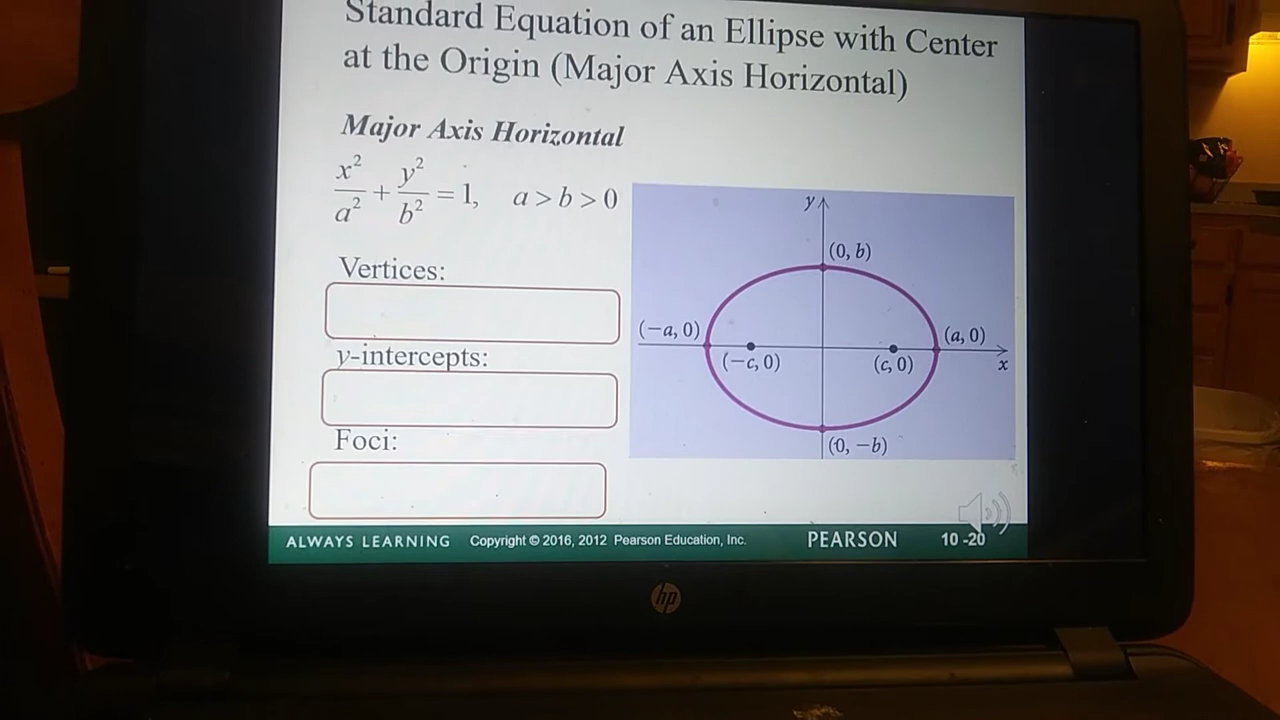 Standard Equation of an Ellipse with Center
at the Origin (Major Axis Horizontal)
Major Axis Horizontal
x²/a² + y²/b² = 1, a > b > 0
Vertices:
y-intercepts:
Foci:
y
(0, b)
(−a, 0)
(a, 0)
(−c, 0)
(c, 0)
x
(0, −b)
ALWAYS LEARNING Copyright © 2016, 2012 Pearson Education, Inc. PEARSON 10 -20
hp